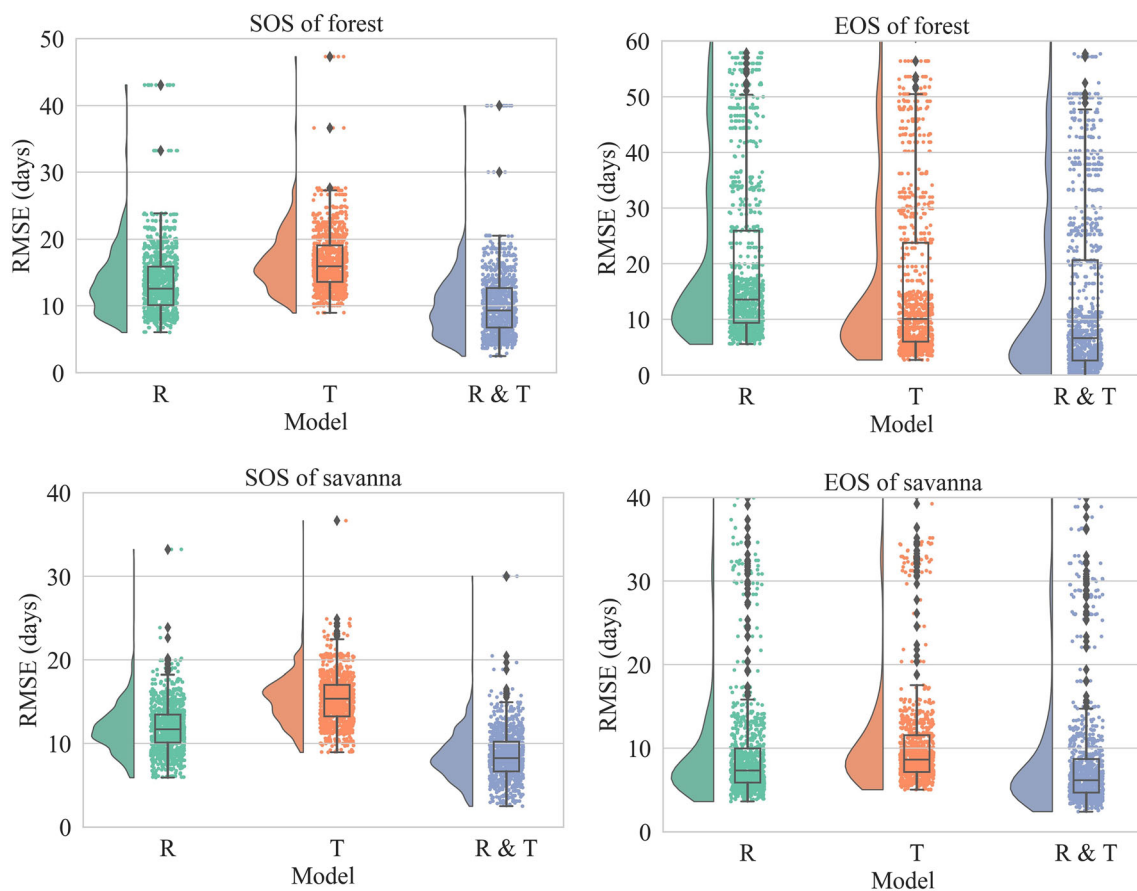 SOS of forest
50
40
30
20
10
0
RMSE (days)
R
T
R & T
Model
EOS of forest
60
50
40
30
20
10
0
RMSE (days)
R
T
R & T
Model
SOS of savanna
40
30
20
10
0
RMSE (days)
R
T
R & T
Model
EOS of savanna
40
30
20
10
0
RMSE (days)
R
T
R & T
Model